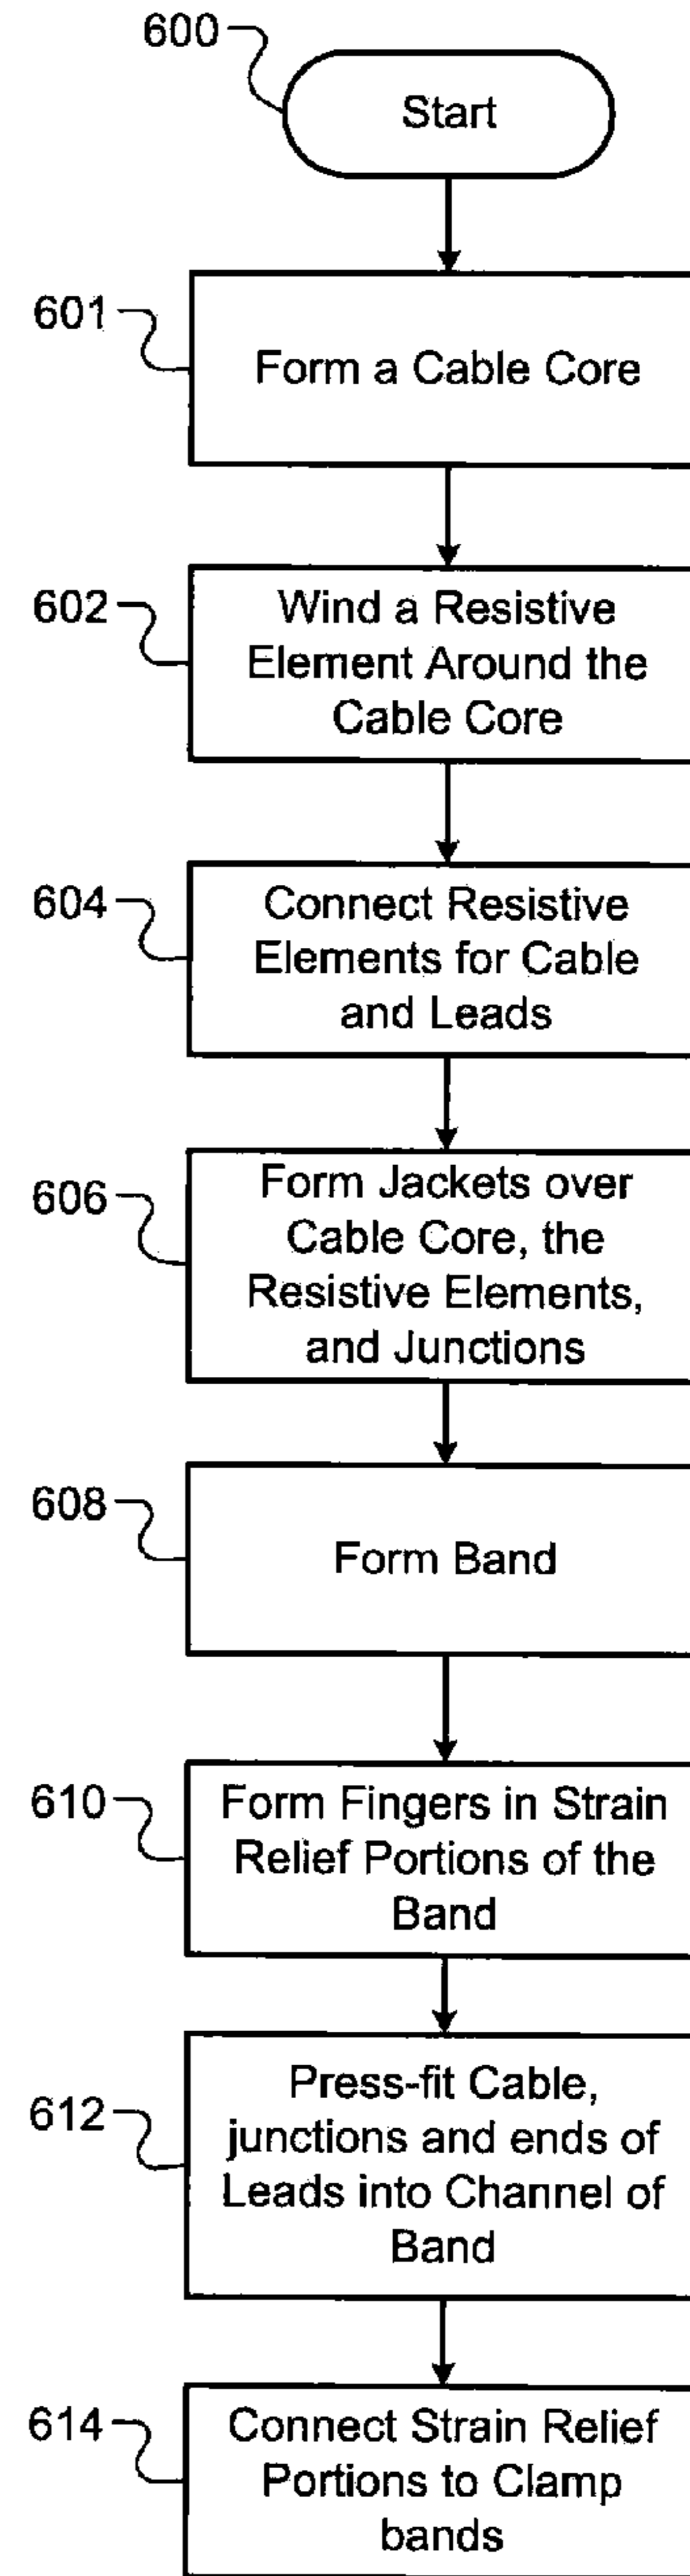 600
Start
601
Form a Cable Core
602
Wind a Resistive
Element Around the
Cable Core
604
Connect Resistive
Elements for Cable
and Leads
606
Form Jackets over
Cable Core, the
Resistive Elements,
and Junctions
608
Form Band
610
Form Fingers in Strain
Relief Portions of the
Band
612
Press-fit Cable,
junctions and ends of
Leads into Channel of
Band
614
Connect Strain Relief
Portions to Clamp
bands